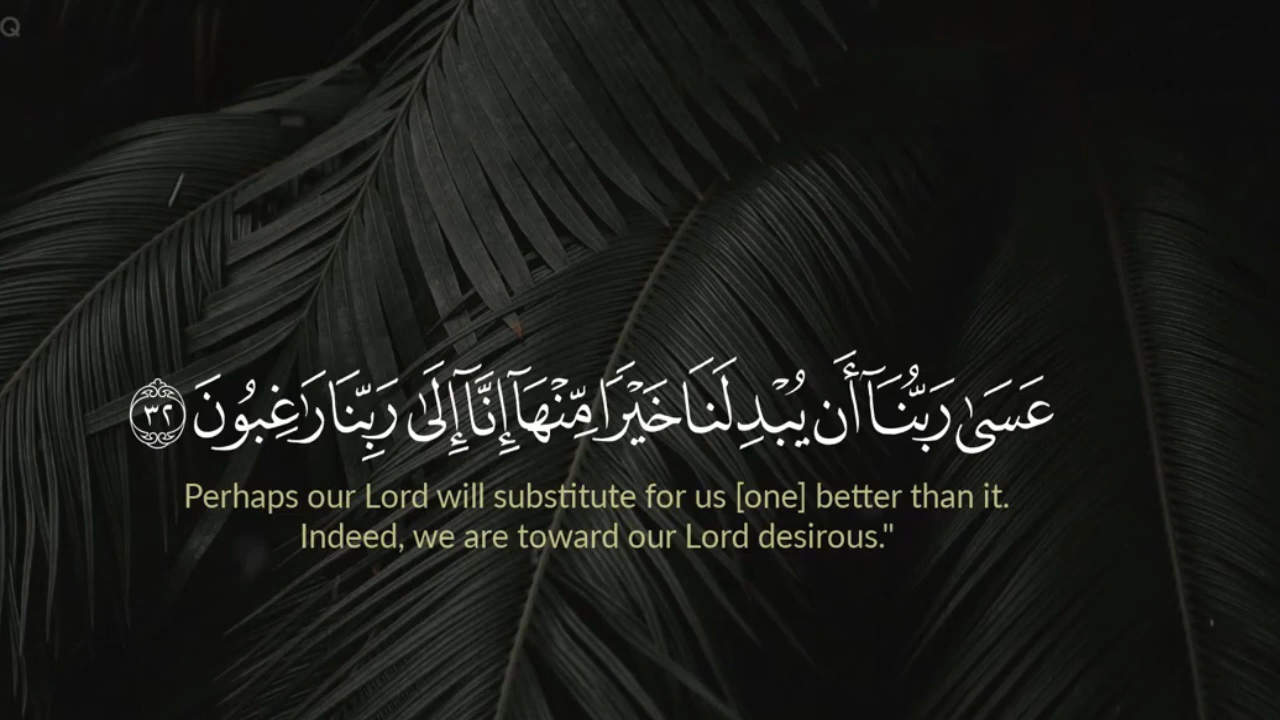 Q
عَسَىٰ رَبُّنَآ أَن يُبْدِلَنَا خَيْرًا مِّنْهَآ إِنَّآ إِلَىٰ رَبِّنَا رَٰغِبُونَ ٣٢
Perhaps our Lord will substitute for us [one] better than it.
Indeed, we are toward our Lord desirous."